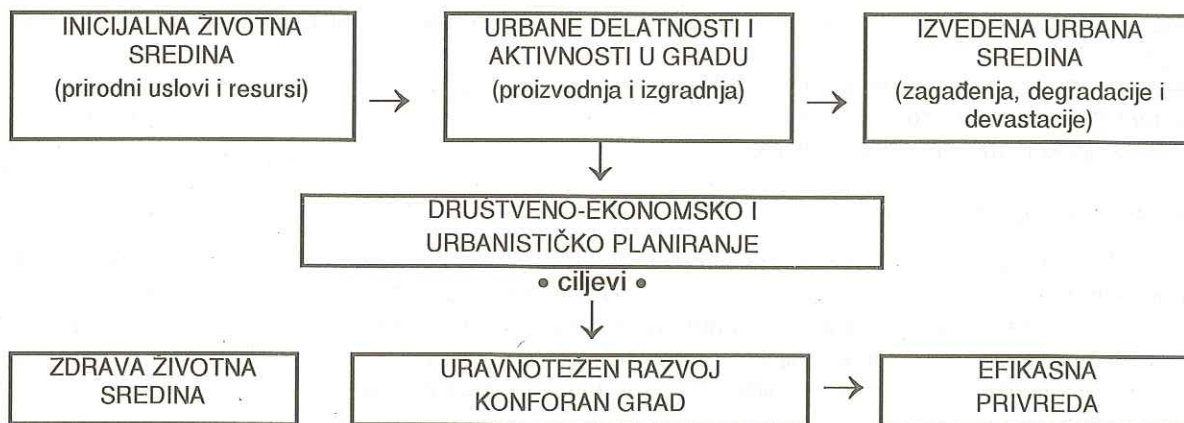 INICIJALNA ŽIVOTNA
SREDINA
(prirodni uslovi i resursi)
URBANE DELATNOSTI I
AKTIVNOSTI U GRADU
(proizvodnja i izgradnja)
IZVEDENA URBANA
SREDINA
(zagađenja, degradacije i
devastacije)
DRUŠTVENO-EKONOMSKO I
URBANISTIČKO PLANIRANJE
• ciljevi •
ZDRAVA ŽIVOTNA
SREDINA
URAVNOTEŽEN RAZVOJ
KONFORAN GRAD
EFIKASNA
PRIVREDA